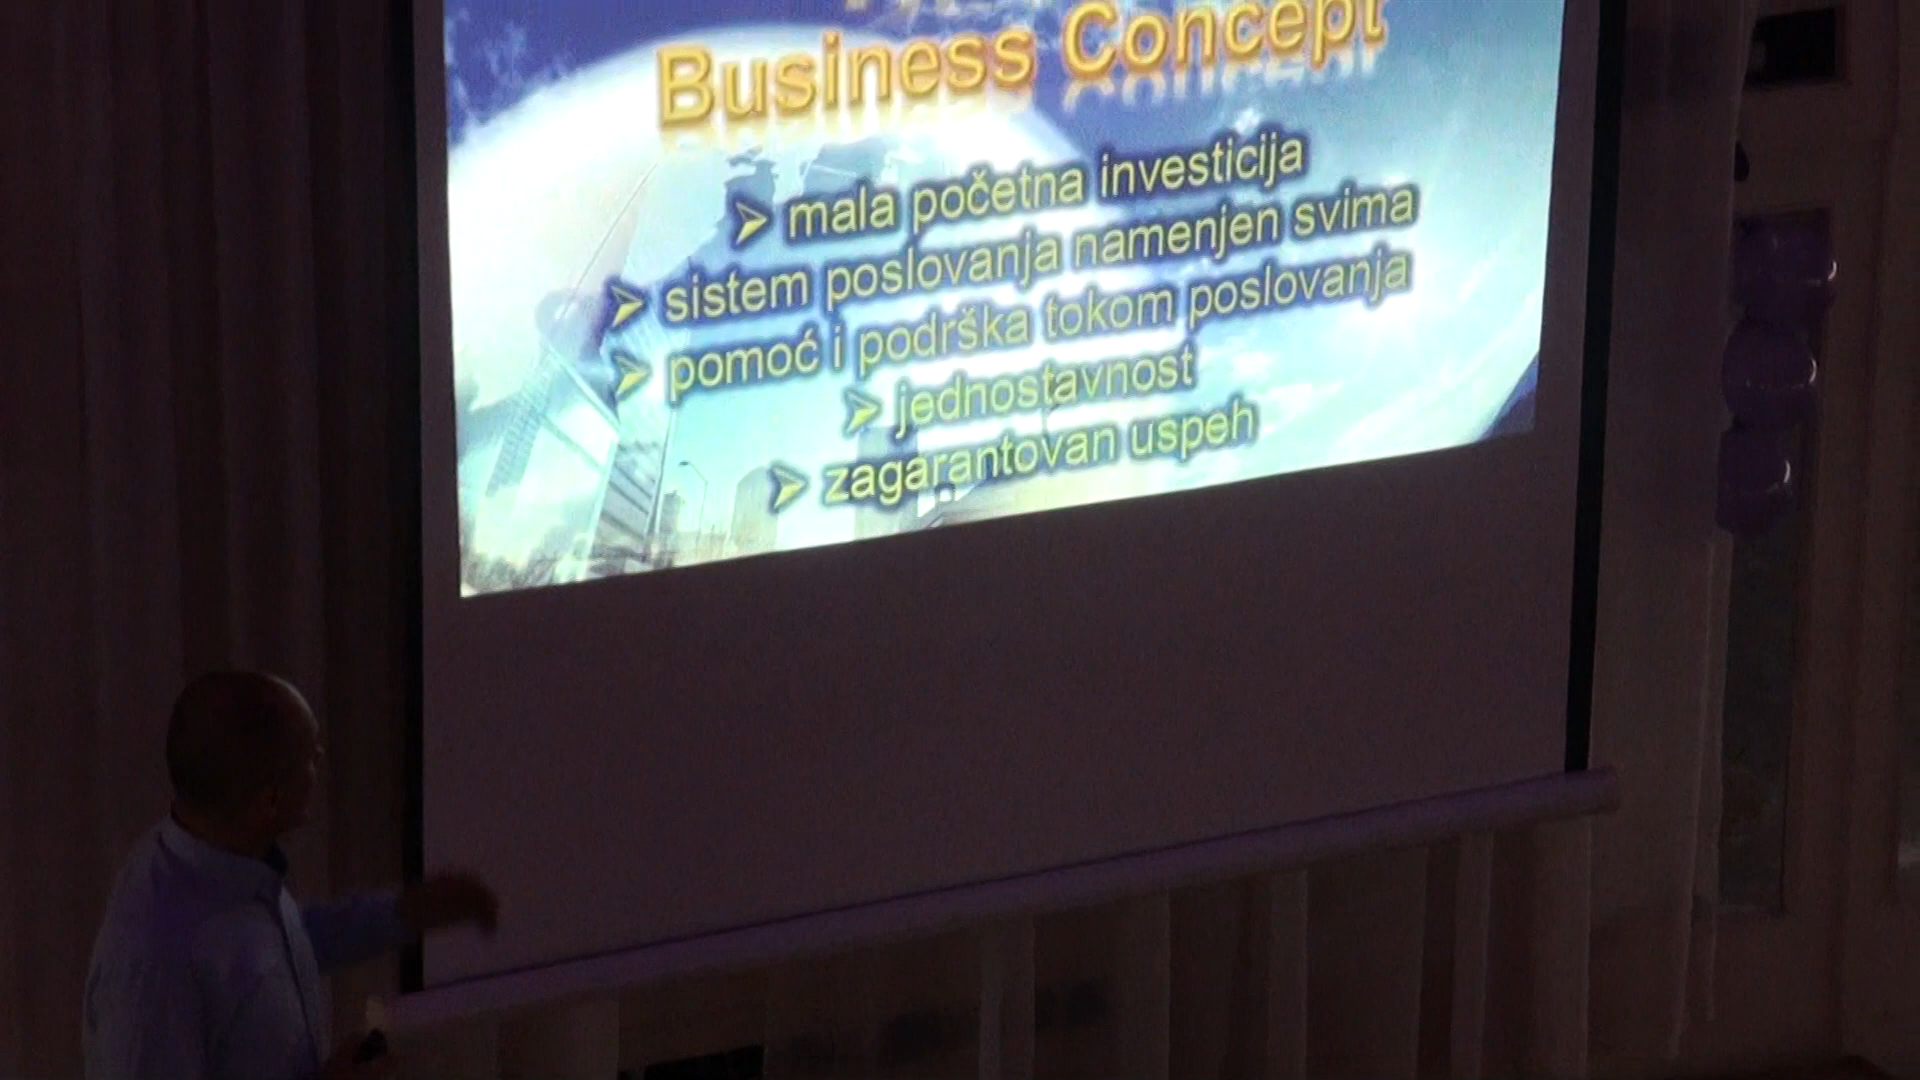 Business Concept
➢ mala početna investicija
➢ sistem poslovanja namenjen svima
➢ pomoć i podrška tokom poslovanja
➢ jednostavnost
➢ zagarantovan uspeh